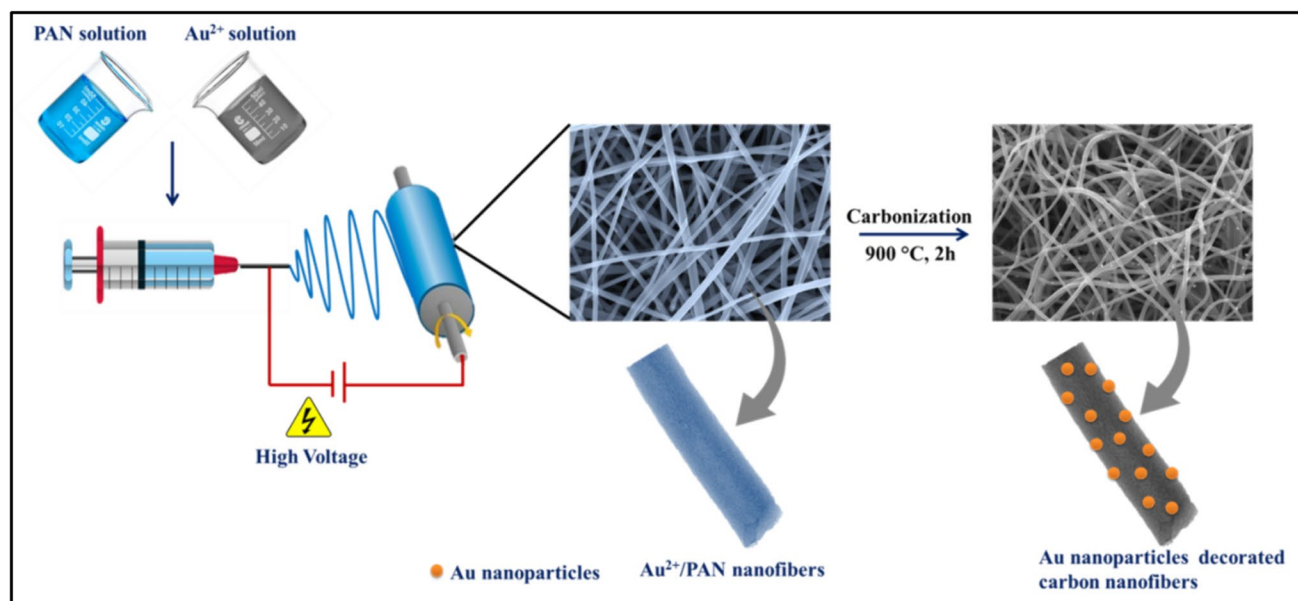 PAN solution
Au²⁺ solution
Carbonization
900 °C, 2h
High Voltage
Au nanoparticles
Au²⁺/PAN nanofibers
Au nanoparticles decorated
carbon nanofibers